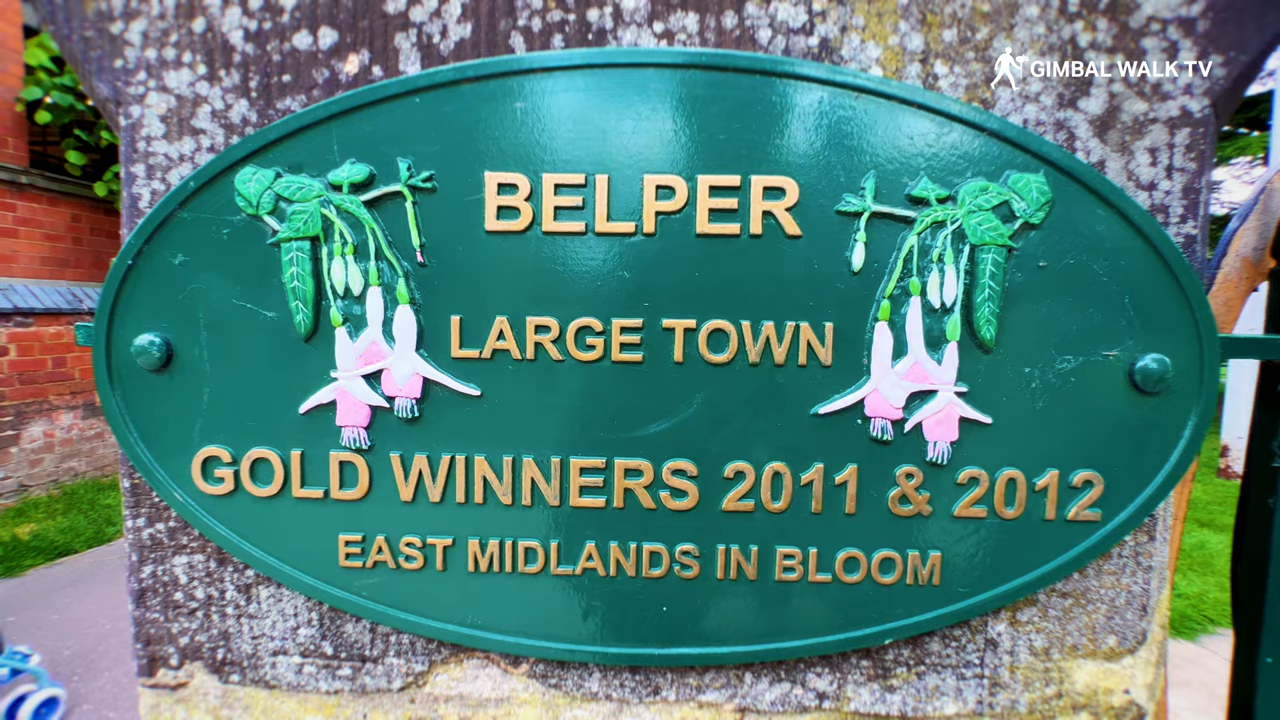 GIMBAL WALK TV
BELPER
LARGE TOWN
GOLD WINNERS 2011 & 2012
EAST MIDLANDS IN BLOOM